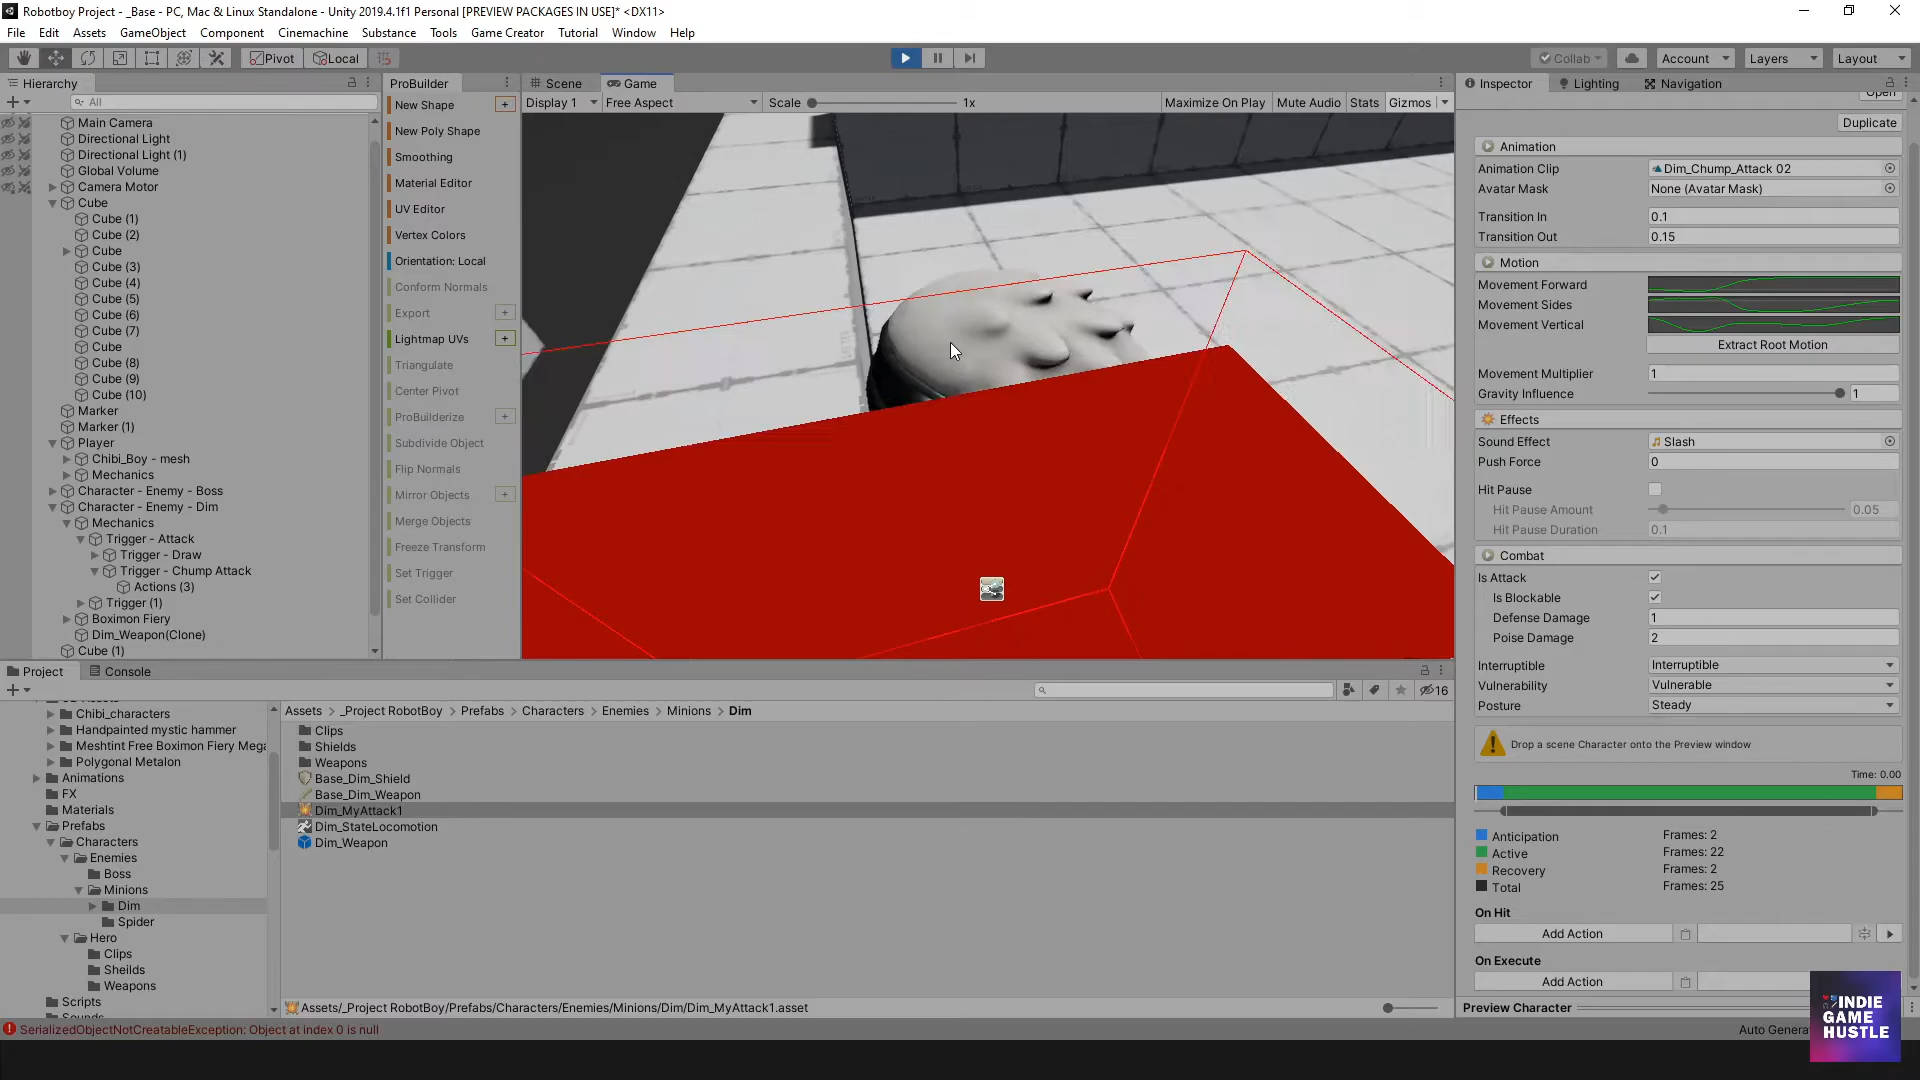 Robotboy Project - _Base - PC, Mac & Linux Standalone - Unity 2019.4.1f1 Personal [PREVIEW PACKAGES IN USE]* <DX11>
File Edit Assets GameObject Component Cinemachine Substance Tools Game Creator Tutorial Window Help
Pivot Local Collab Account Layers Layout
Hierarchy
All
Main Camera
Directional Light
Directional Light (1)
Global Volume
Camera Motor
Cube
Cube (1)
Cube (2)
Cube
Cube (3)
Cube (4)
Cube (5)
Cube (6)
Cube (7)
Cube
Cube (8)
Cube (9)
Cube (10)
Marker
Marker (1)
Player
Chibi_Boy - mesh
Mechanics
Character - Enemy - Boss
Character - Enemy - Dim
Mechanics
Trigger - Attack
Trigger - Draw
Trigger - Chump Attack
Actions (3)
Trigger (1)
Boximon Fiery
Dim_Weapon(Clone)
Cube (1)
ProBuilder
New Shape +
New Poly Shape
Smoothing
Material Editor
UV Editor
Vertex Colors
Orientation: Local
Conform Normals
Export +
Lightmap UVs +
Triangulate
Center Pivot
ProBuilderize +
Subdivide Object
Flip Normals
Mirror Objects +
Merge Objects
Freeze Transform
Set Trigger
Set Collider
Scene Game
Display 1 Free Aspect Scale 1x Maximize On Play Mute Audio Stats Gizmos
Inspector Lighting Navigation
Open
Duplicate
Animation
Animation Clip Dim_Chump_Attack 02
Avatar Mask None (Avatar Mask)
Transition In 0.1
Transition Out 0.15
Motion
Movement Forward
Movement Sides
Movement Vertical
Extract Root Motion
Movement Multiplier 1
Gravity Influence 1
Effects
Sound Effect Slash
Push Force 0
Hit Pause
Hit Pause Amount 0.05
Hit Pause Duration 0.1
Combat
Is Attack
Is Blockable
Defense Damage 1
Poise Damage 2
Interruptible Interruptible
Vulnerability Vulnerable
Posture Steady
Drop a scene Character onto the Preview window
Time: 0.00
Anticipation Frames: 2
Active Frames: 22
Recovery Frames: 2
Total Frames: 25
On Hit
Add Action
On Execute
Add Action
Preview Character
Project Console
16
Chibi_characters
Handpainted mystic hammer
Meshtint Free Boximon Fiery Mega
Polygonal Metalon
Animations
FX
Materials
Prefabs
Characters
Enemies
Boss
Minions
Dim
Spider
Hero
Clips
Sheilds
Weapons
Scripts
Assets _Project RobotBoy Prefabs Characters Enemies Minions Dim
Clips
Shields
Weapons
Base_Dim_Shield
Base_Dim_Weapon
Dim_MyAttack1
Dim_StateLocomotion
Dim_Weapon
Assets/_Project RobotBoy/Prefabs/Characters/Enemies/Minions/Dim/Dim_MyAttack1.asset
SerializedObjectNotCreatableException: Object at index 0 is null
Auto Genera
INDIE
GAME
HUSTLE